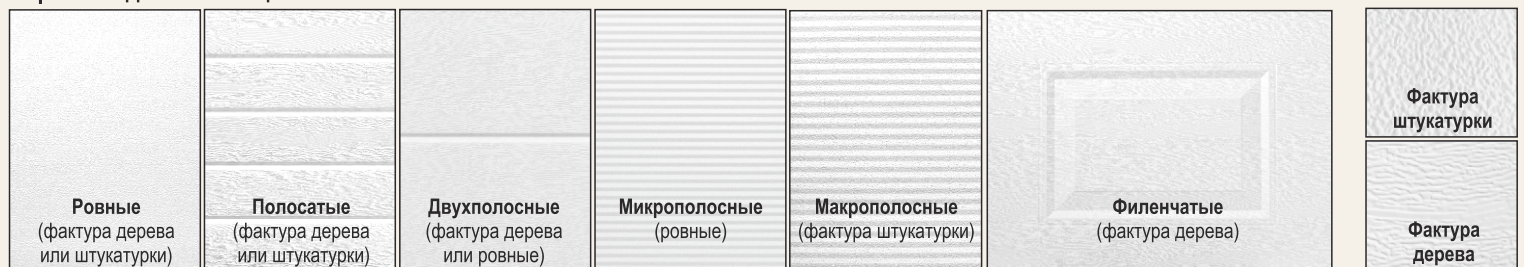 Ровные
(фактура дерева
или штукатурки)
Полосатые
(фактура дерева
или штукатурки)
Двухполосные
(фактура дерева
или ровные)
Микрополосные
(ровные)
Макрополосные
(фактура штукатурки)
Филенчатые
(фактура дерева)
Фактура
штукатурки
Фактура
дерева